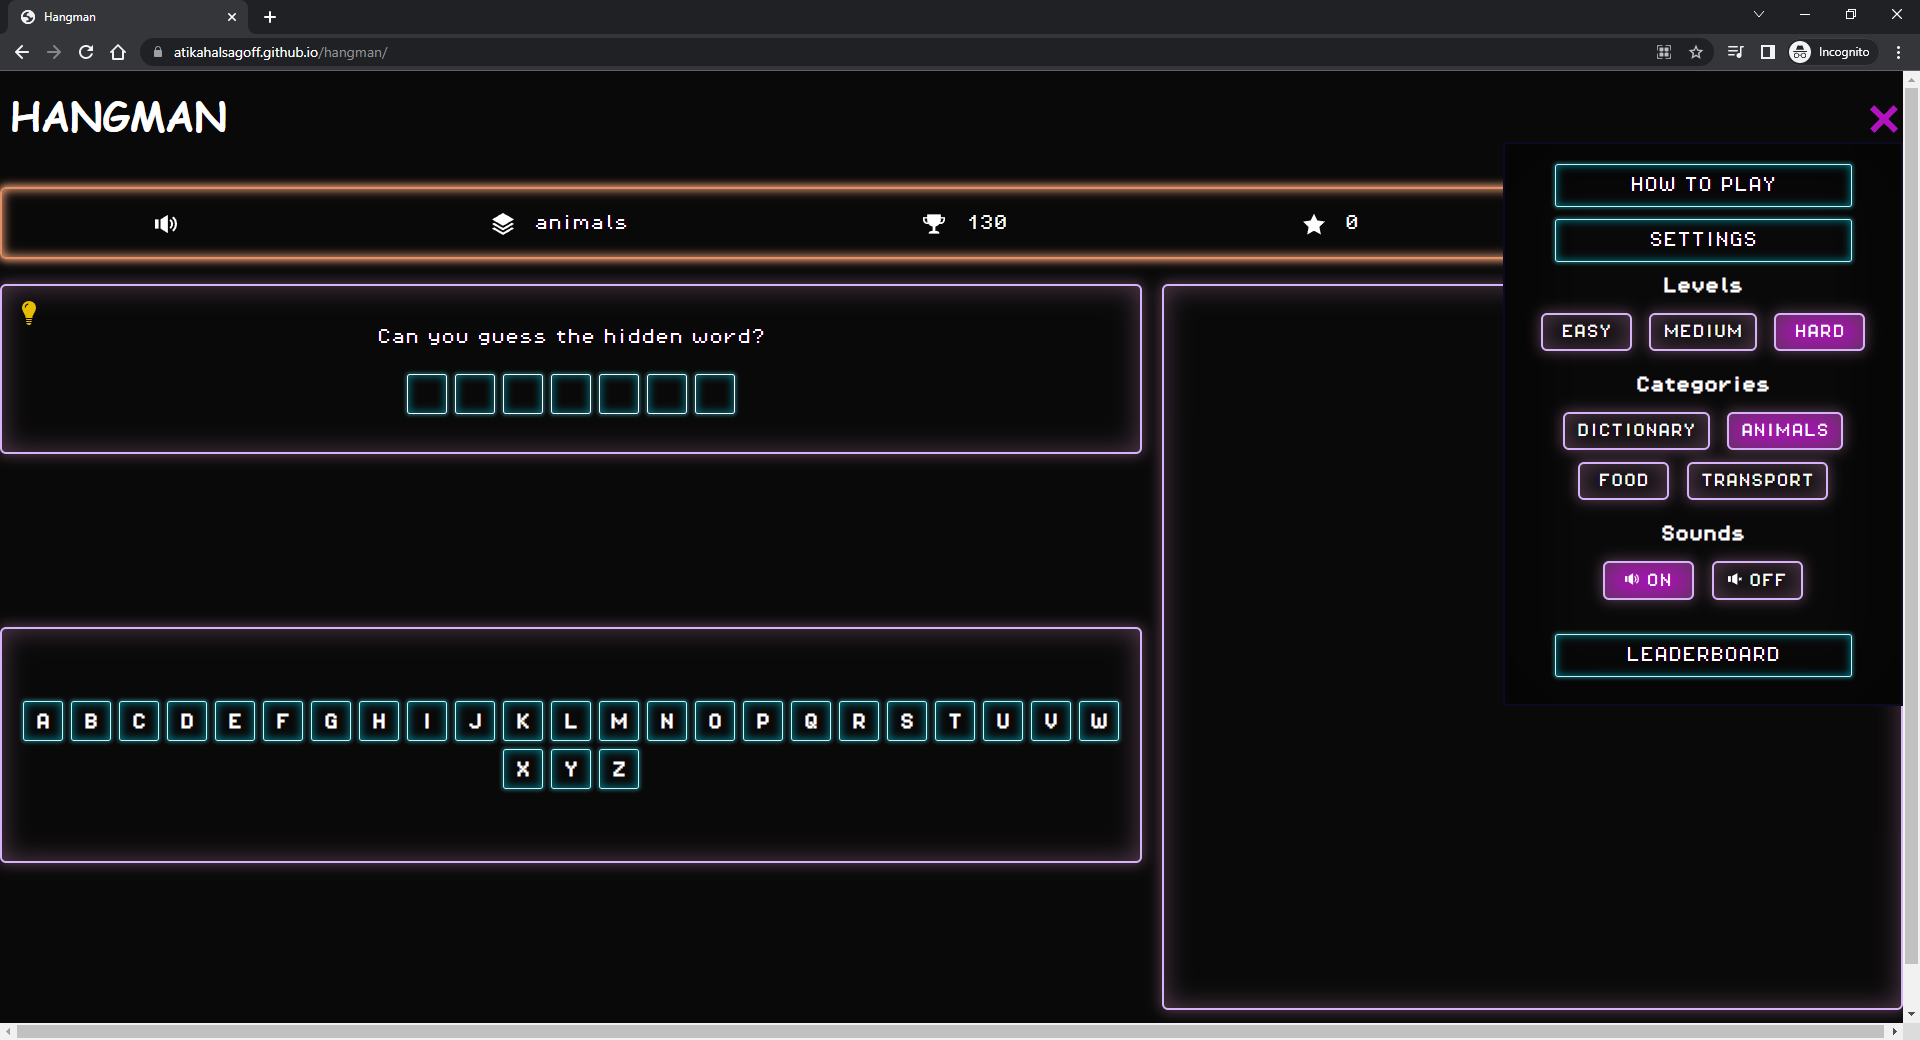 Hangman
atikahalsagoff.github.io/hangman/
Incognito
HANGMAN
animals
130
0
HOW TO PLAY
SETTINGS
Levels
EASY MEDIUM HARD
Categories
DICTIONARY ANIMALS
FOOD TRANSPORT
Sounds
ON OFF
LEADERBOARD
Can you guess the hidden word?
A B C D E F G H I J K L M N O P Q R S T U V W
X Y Z